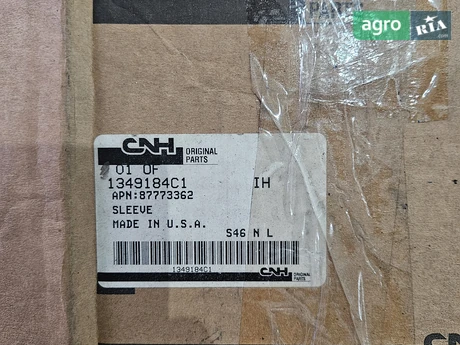 agro RIA.com
CNH ORIGINAL
PARTS
01 OF
1349184C1 IH
APN:87773362
SLEEVE
MADE IN U.S.A.
S46 N L
1349184C1
CNH ORIGINAL
PARTS